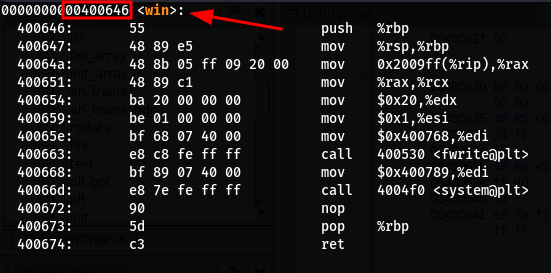 0000000000400646 <win>:
400646: 55 push %rbp
400647: 48 89 e5 mov %rsp,%rbp
40064a: 48 8b 05 ff 09 20 00 mov 0x2009ff(%rip),%rax
400651: 48 89 c1 mov %rax,%rcx
400654: ba 20 00 00 00 mov $0x20,%edx
400659: be 01 00 00 00 mov $0x1,%esi
40065e: bf 68 07 40 00 mov $0x400768,%edi
400663: e8 c8 fe ff ff call 400530 <fwrite@plt>
400668: bf 89 07 40 00 mov $0x400789,%edi
40066d: e8 7e fe ff ff call 4004f0 <system@plt>
400672: 90 nop
400673: 5d pop %rbp
400674: c3 ret